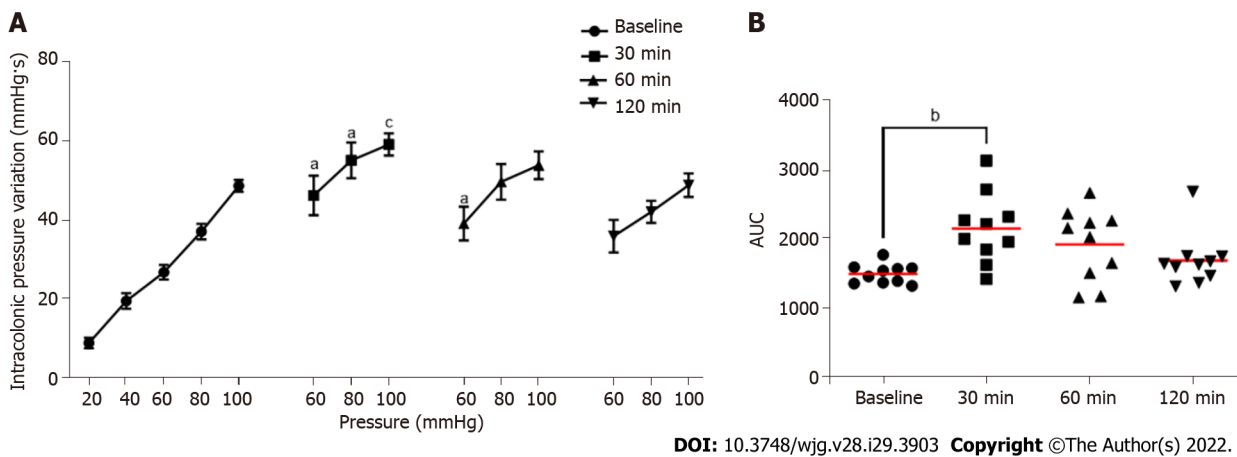 A
Intracolonic pressure variation (mmHg·s)
80
60
40
20
0
Baseline
30 min
60 min
120 min
a
a
c
a
20 40 60 80 100 60 80 100 60 80 100 60 80 100
Pressure (mmHg)
B
AUC
4000
3000
2000
1000
0
b
Baseline 30 min 60 min 120 min
DOI: 10.3748/wjg.v28.i29.3903 Copyright ©The Author(s) 2022.